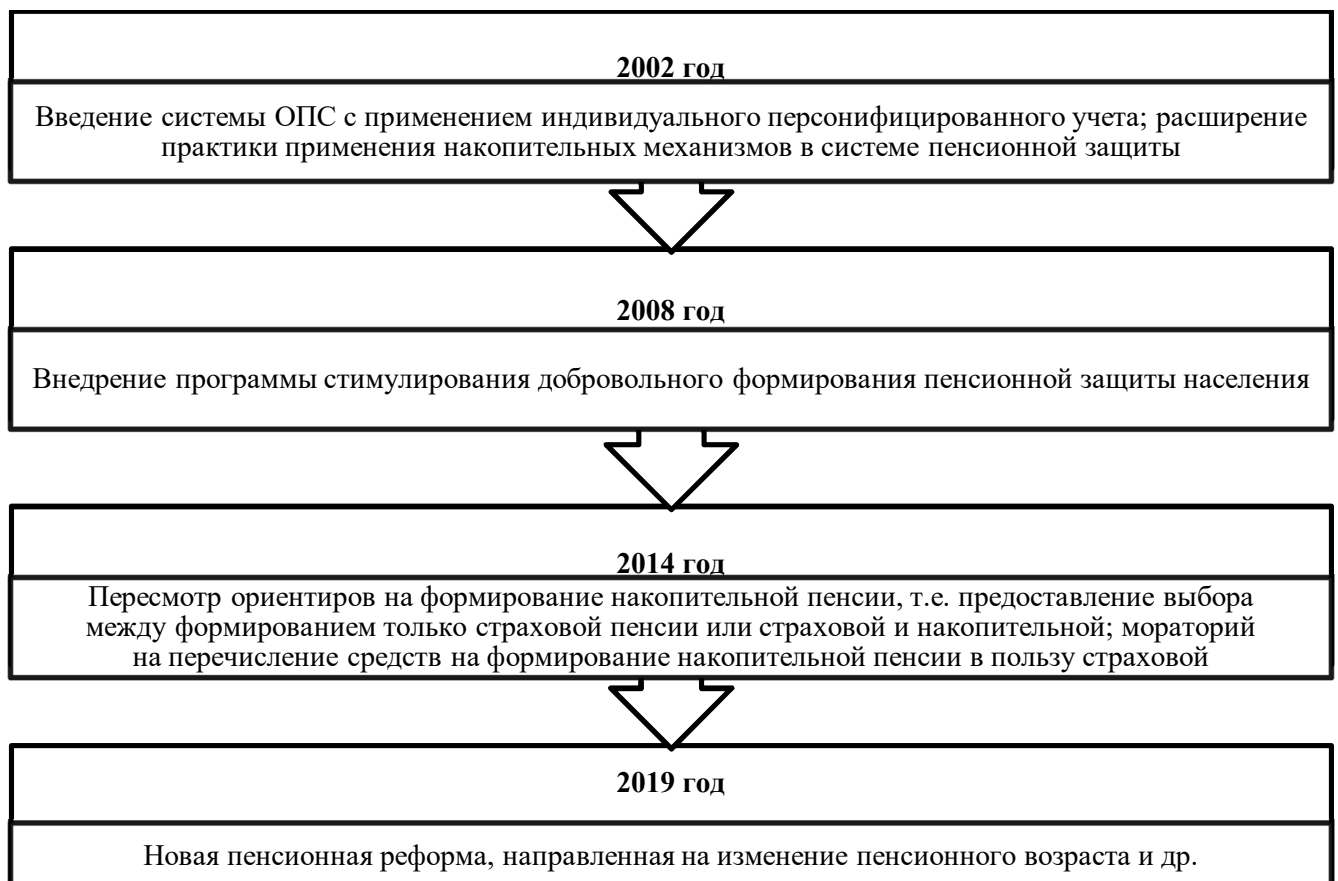 2002 год
Введение системы ОПС с применением индивидуального персонифицированного учета; расширение
практики применения накопительных механизмов в системе пенсионной защиты
2008 год
Внедрение программы стимулирования добровольного формирования пенсионной защиты населения
2014 год
Пересмотр ориентиров на формирование накопительной пенсии, т.е. предоставление выбора
между формированием только страховой пенсии или страховой и накопительной; мораторий
на перечисление средств на формирование накопительной пенсии в пользу страховой
2019 год
Новая пенсионная реформа, направленная на изменение пенсионного возраста и др.